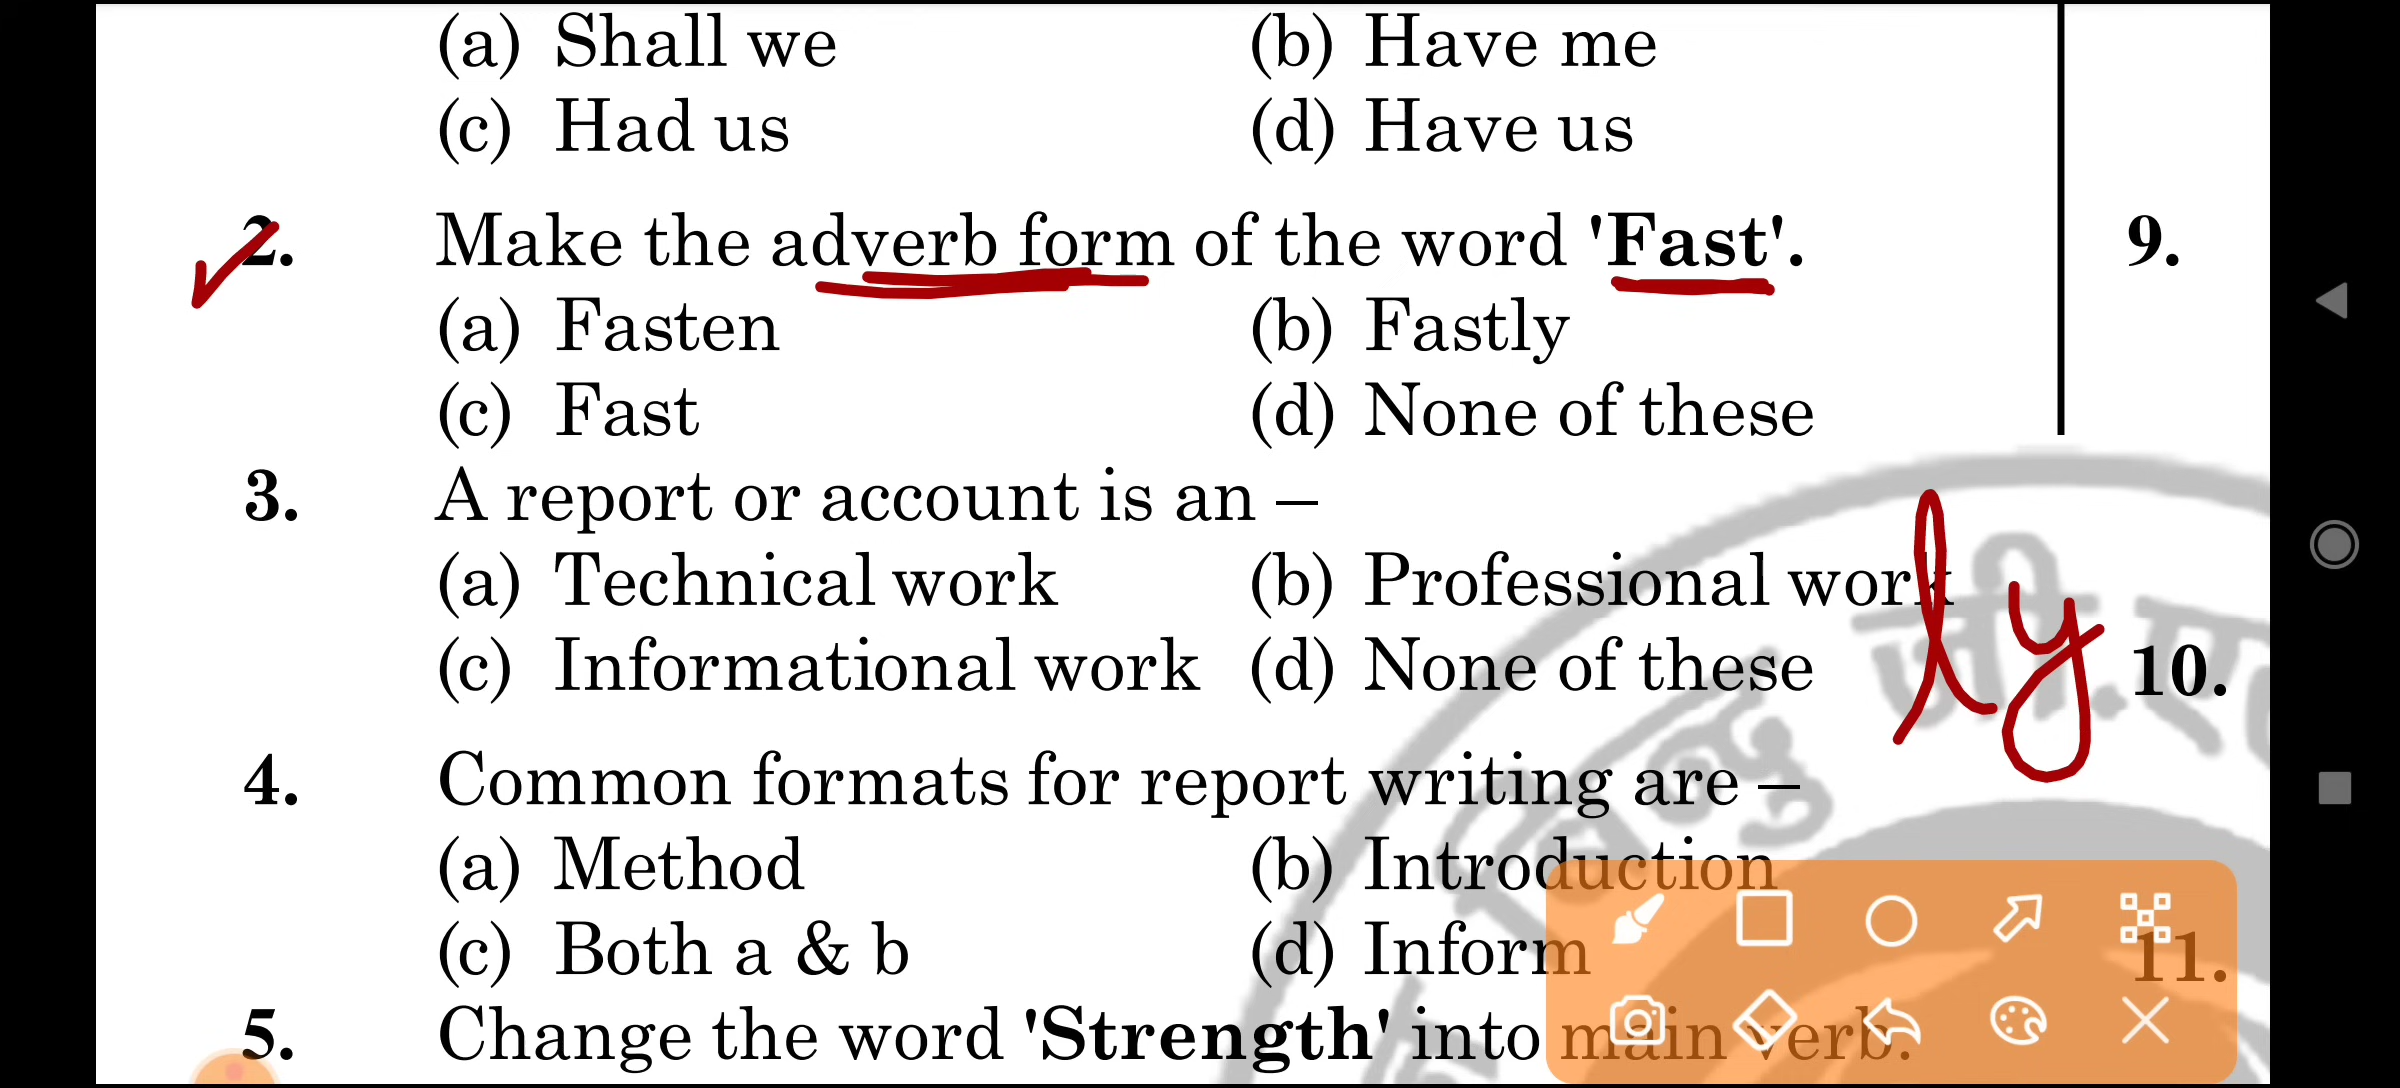 (a) Shall we (b) Have me
(c) Had us (d) Have us
2. Make the adverb form of the word 'Fast'. 9.
(a) Fasten (b) Fastly
(c) Fast (d) None of these
3. A report or account is an –
(a) Technical work (b) Professional work
(c) Informational work (d) None of these
ly
10.
4. Common formats for report writing are –
(a) Method (b) Introduction
(c) Both a & b (d) Inform
11.
5. Change the word 'Strength' into main verb.
जी.